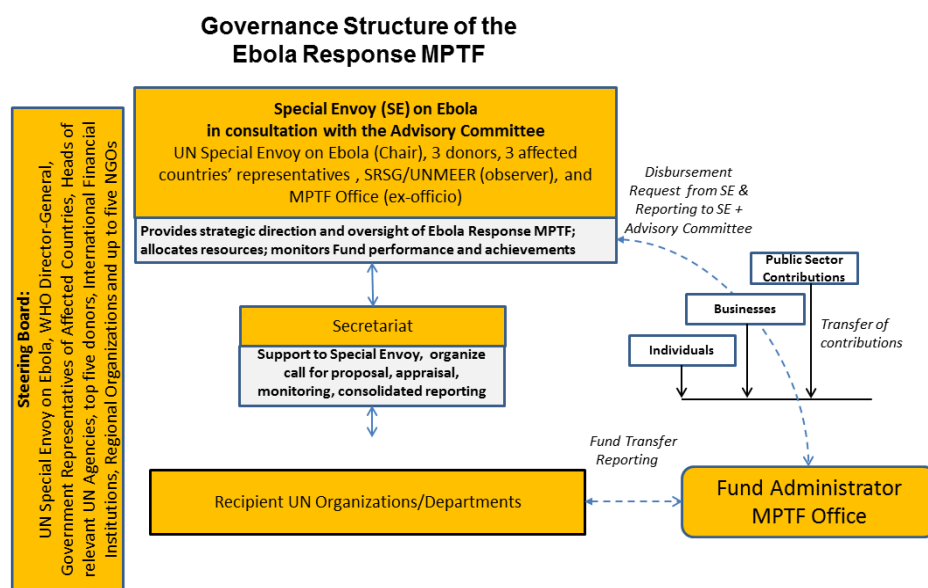 Governance Structure of the
Ebola Response MPTF
Steering Board:
UN Special Envoy on Ebola, WHO Director-General,
Government Representatives of Affected Countries, Heads of
relevant UN Agencies, top five donors, International Financial
Institutions, Regional Organizations and up to five NGOs
Special Envoy (SE) on Ebola
in consultation with the Advisory Committee
UN Special Envoy on Ebola (Chair), 3 donors, 3 affected
countries' representatives , SRSG/UNMEER (observer), and
MPTF Office (ex-officio)
Provides strategic direction and oversight of Ebola Response MPTF;
allocates resources; monitors Fund performance and achievements
Disbursement
Request from SE &
Reporting to SE +
Advisory Committee
Public Sector
Contributions
Businesses
Individuals
Transfer of
contributions
Secretariat
Support to Special Envoy, organize
call for proposal, appraisal,
monitoring, consolidated reporting
Fund Transfer
Reporting
Recipient UN Organizations/Departments
Fund Administrator
MPTF Office